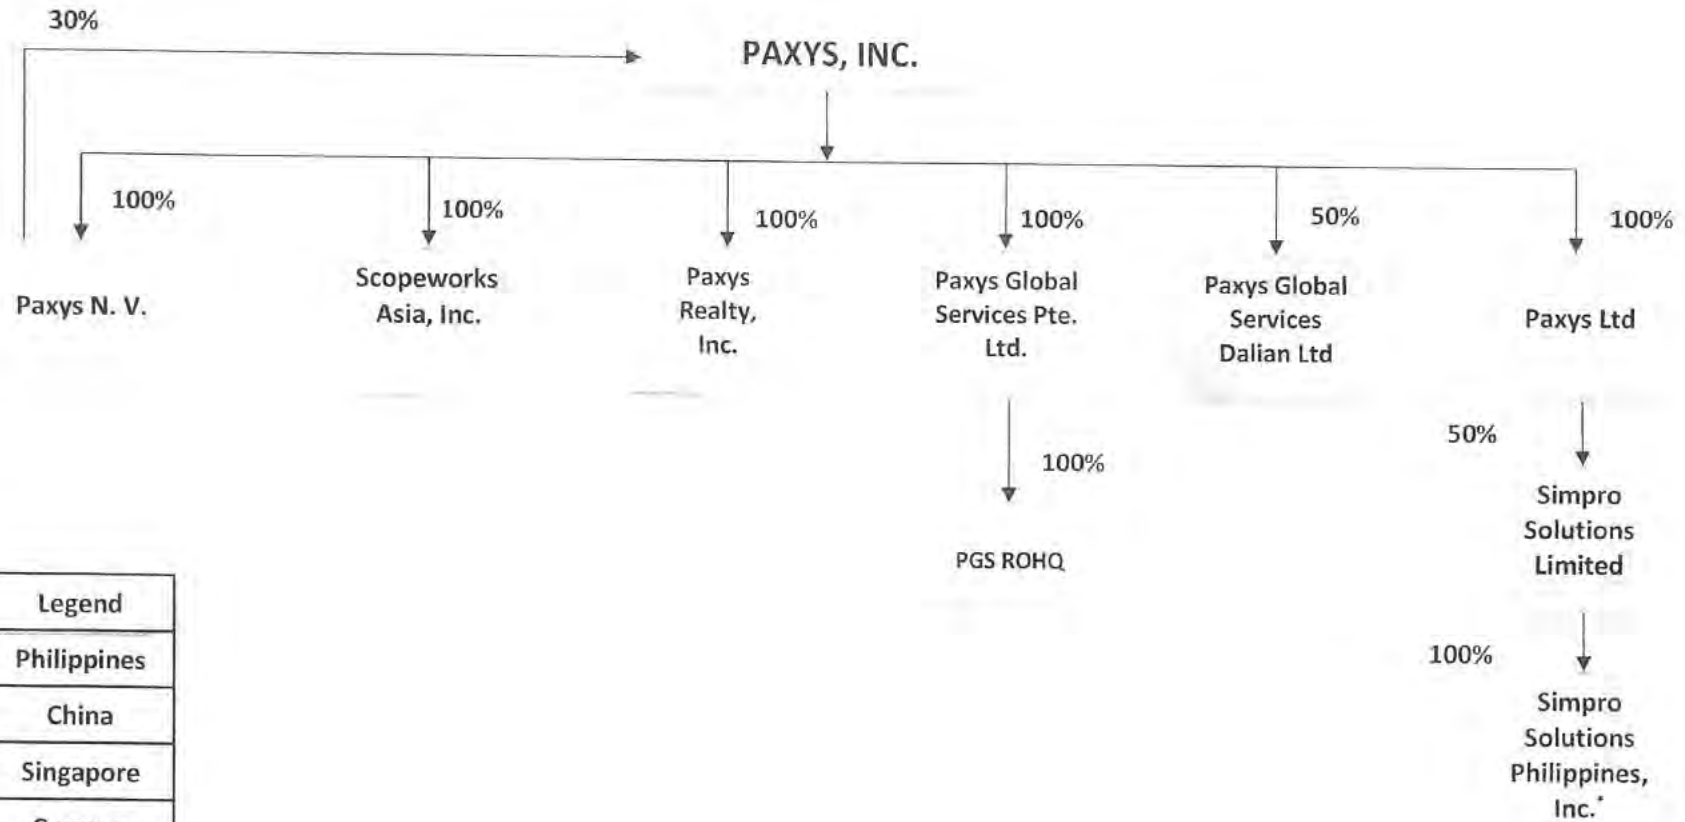 30%
PAXYS, INC.
100%
100%
100%
100%
50%
100%
Paxys N. V.
Scopeworks
Asia, Inc.
Paxys
Realty,
Inc.
Paxys Global
Services Pte.
Ltd.
Paxys Global
Services
Dalian Ltd
Paxys Ltd
100%
PGS ROHQ
50%
Simpro
Solutions
Limited
100%
Simpro
Solutions
Philippines,
Inc.*
Legend
Philippines
China
Singapore